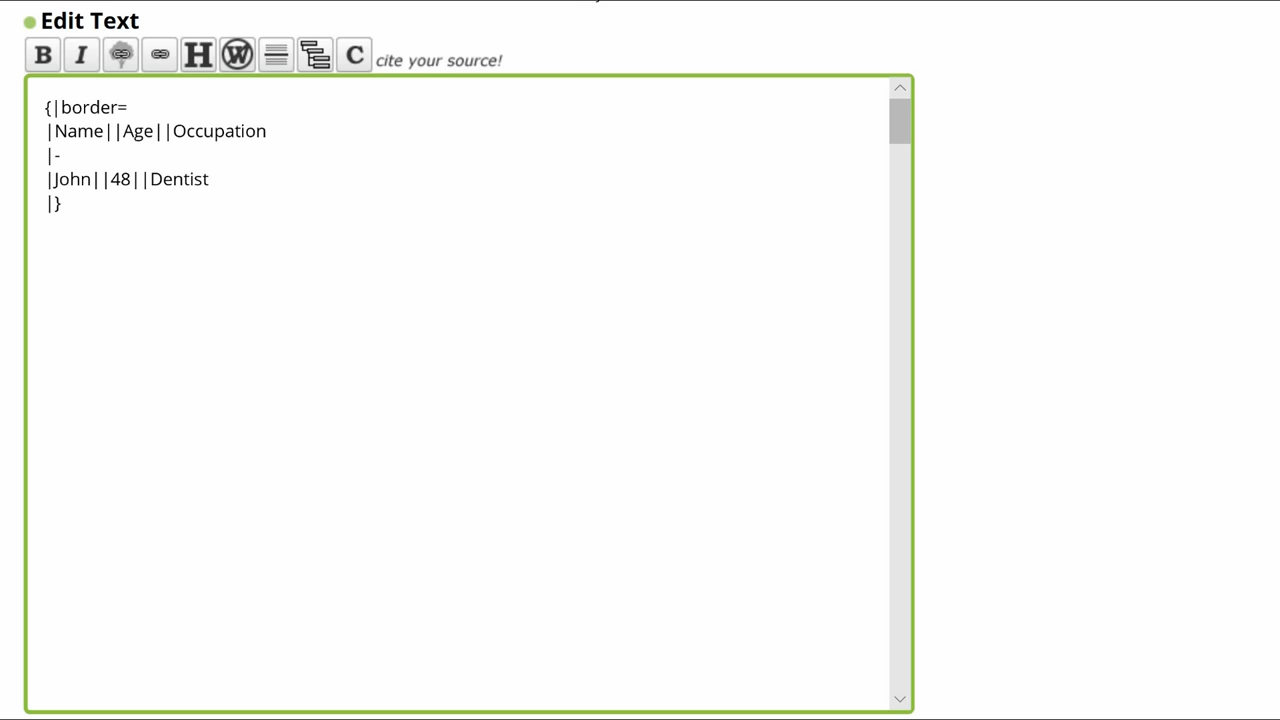 Edit Text
B I H W C cite your source!
{|border=
|Name||Age||Occupation
|-
|John||48||Dentist
|}